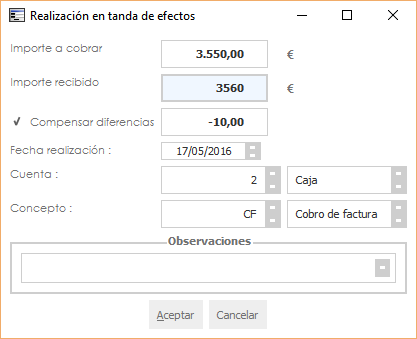 Realización en tanda de efectos
Importe a cobrar 3.550,00 €
Importe recibido 3560 €
Compensar diferencias -10,00
Fecha realización : 17/05/2016
Cuenta : 2 Caja
Concepto : CF Cobro de factura
Observaciones
Aceptar Cancelar